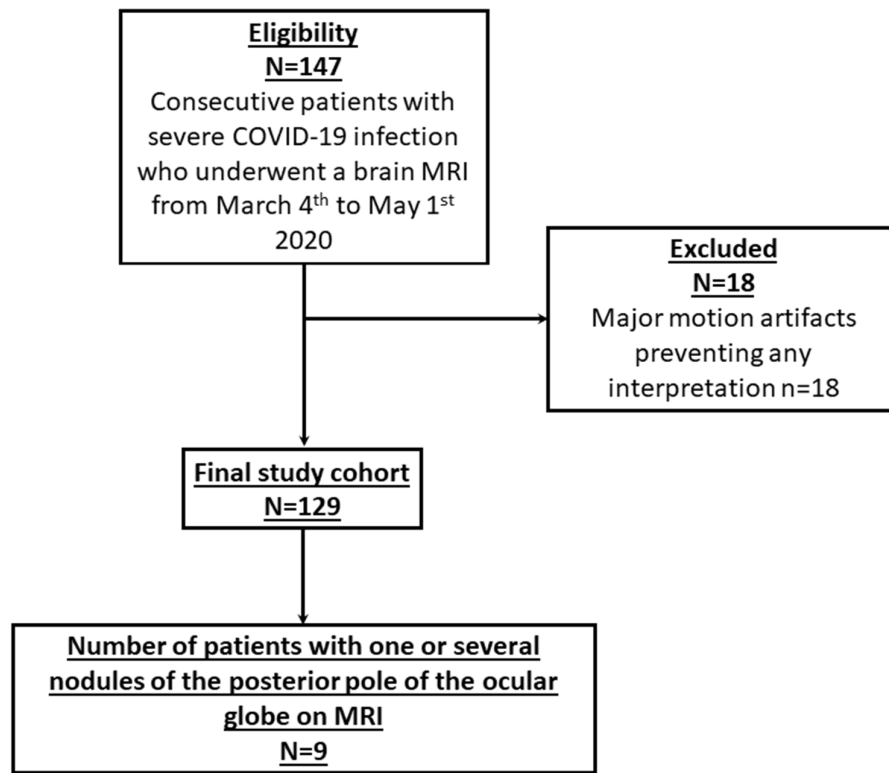 Eligibility
N=147
Consecutive patients with
severe COVID-19 infection
who underwent a brain MRI
from March 4th to May 1st
2020
Excluded
N=18
Major motion artifacts
preventing any
interpretation n=18
Final study cohort
N=129
Number of patients with one or several
nodules of the posterior pole of the ocular
globe on MRI
N=9